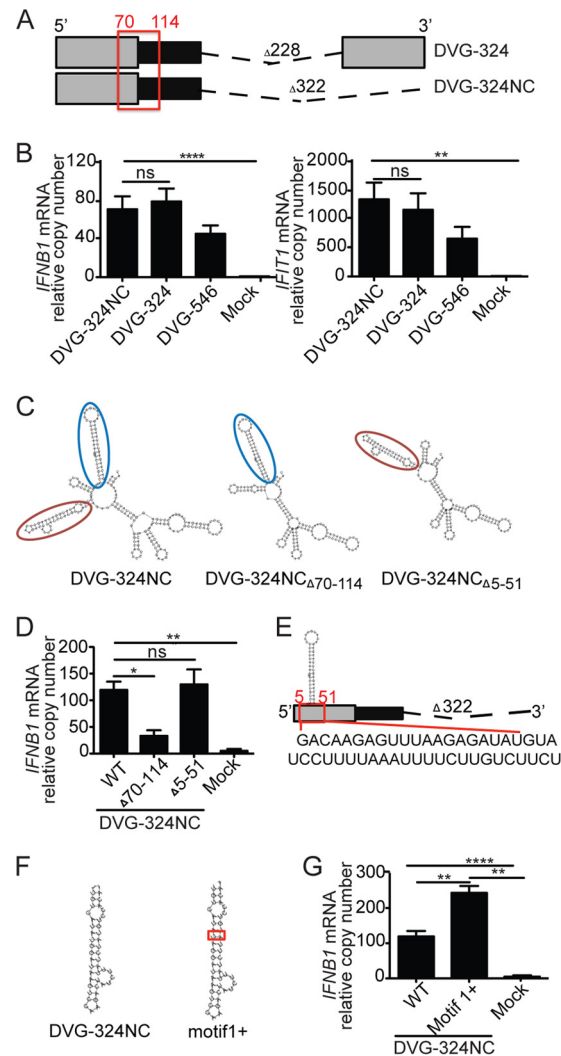 A
5' 70 114 3'
Δ228 DVG-324
Δ322 DVG-324NC
B
IFNB1 mRNA
relative copy number
120
80
40
0
****
ns
DVG-324NC
DVG-324
DVG-546
Mock
IFIT1 mRNA
relative copy number
2000
1500
1000
500
0
**
ns
DVG-324NC
DVG-324
DVG-546
Mock
C
DVG-324NC DVG-324NCΔ70-114 DVG-324NCΔ5-51
D
IFNB1 mRNA
relative copy number
200
150
100
50
0
**
ns
*
WT
Δ70-114
Δ5-51
Mock
DVG-324NC
E
5' 5 51 Δ322 3'
GACAAGAGUUUAAGAGAUAUGUA
UCCUUUUAAAUUUUCUUGUCUUCU
F
DVG-324NC motif1+
G
IFNB1 mRNA
relative copy number
300
200
100
0
****
** **
WT
Motif 1+
Mock
DVG-324NC